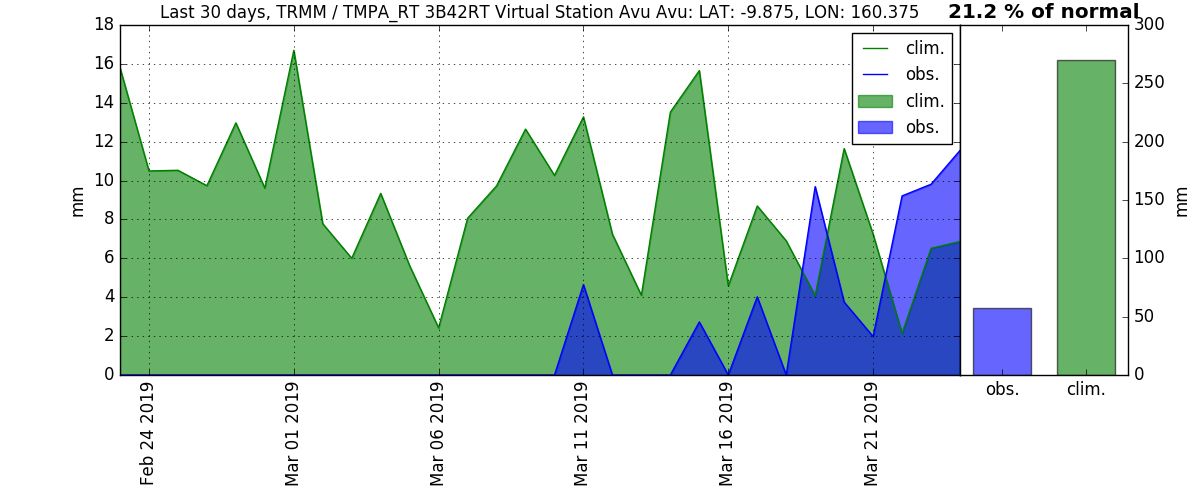 Last 30 days, TRMM / TMPA_RT 3B42RT Virtual Station Avu Avu: LAT: -9.875, LON: 160.375
21.2 % of normal
18
16
14
12
10
8
6
4
2
0
mm
clim.
obs.
clim.
obs.
Feb 24 2019
Mar 01 2019
Mar 06 2019
Mar 11 2019
Mar 16 2019
Mar 21 2019
300
250
200
150
100
50
0
mm
obs.
clim.